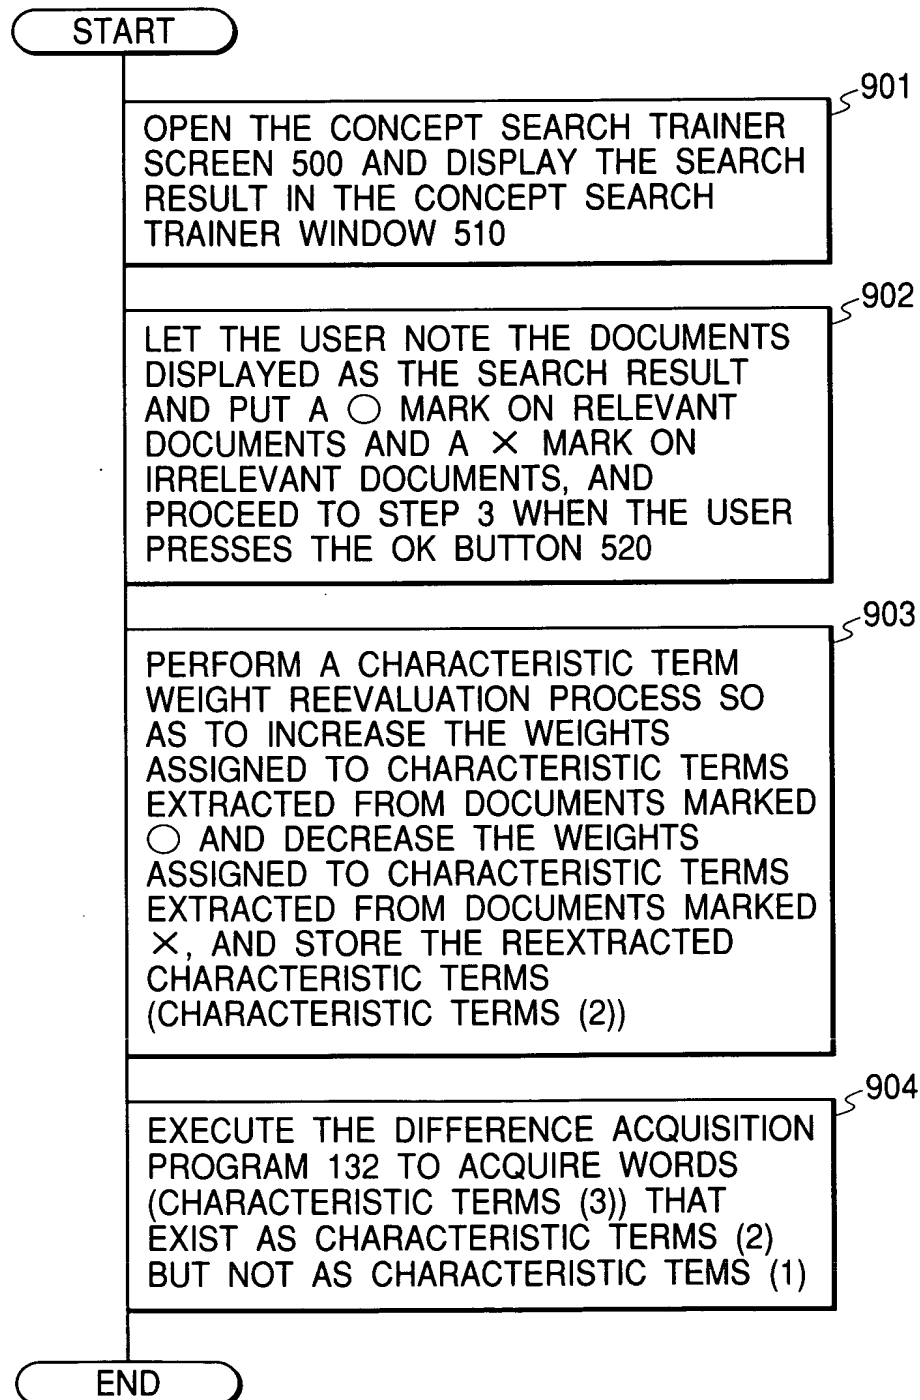 START
901
OPEN THE CONCEPT SEARCH TRAINER
SCREEN 500 AND DISPLAY THE SEARCH
RESULT IN THE CONCEPT SEARCH
TRAINER WINDOW 510
902
LET THE USER NOTE THE DOCUMENTS
DISPLAYED AS THE SEARCH RESULT
AND PUT A ○ MARK ON RELEVANT
DOCUMENTS AND A × MARK ON
IRRELEVANT DOCUMENTS, AND
PROCEED TO STEP 3 WHEN THE USER
PRESSES THE OK BUTTON 520
903
PERFORM A CHARACTERISTIC TERM
WEIGHT REEVALUATION PROCESS SO
AS TO INCREASE THE WEIGHTS
ASSIGNED TO CHARACTERISTIC TERMS
EXTRACTED FROM DOCUMENTS MARKED
○ AND DECREASE THE WEIGHTS
ASSIGNED TO CHARACTERISTIC TERMS
EXTRACTED FROM DOCUMENTS MARKED
×, AND STORE THE REEXTRACTED
CHARACTERISTIC TERMS
(CHARACTERISTIC TERMS (2))
904
EXECUTE THE DIFFERENCE ACQUISITION
PROGRAM 132 TO ACQUIRE WORDS
(CHARACTERISTIC TERMS (3)) THAT
EXIST AS CHARACTERISTIC TERMS (2)
BUT NOT AS CHARACTERISTIC TEMS (1)
END